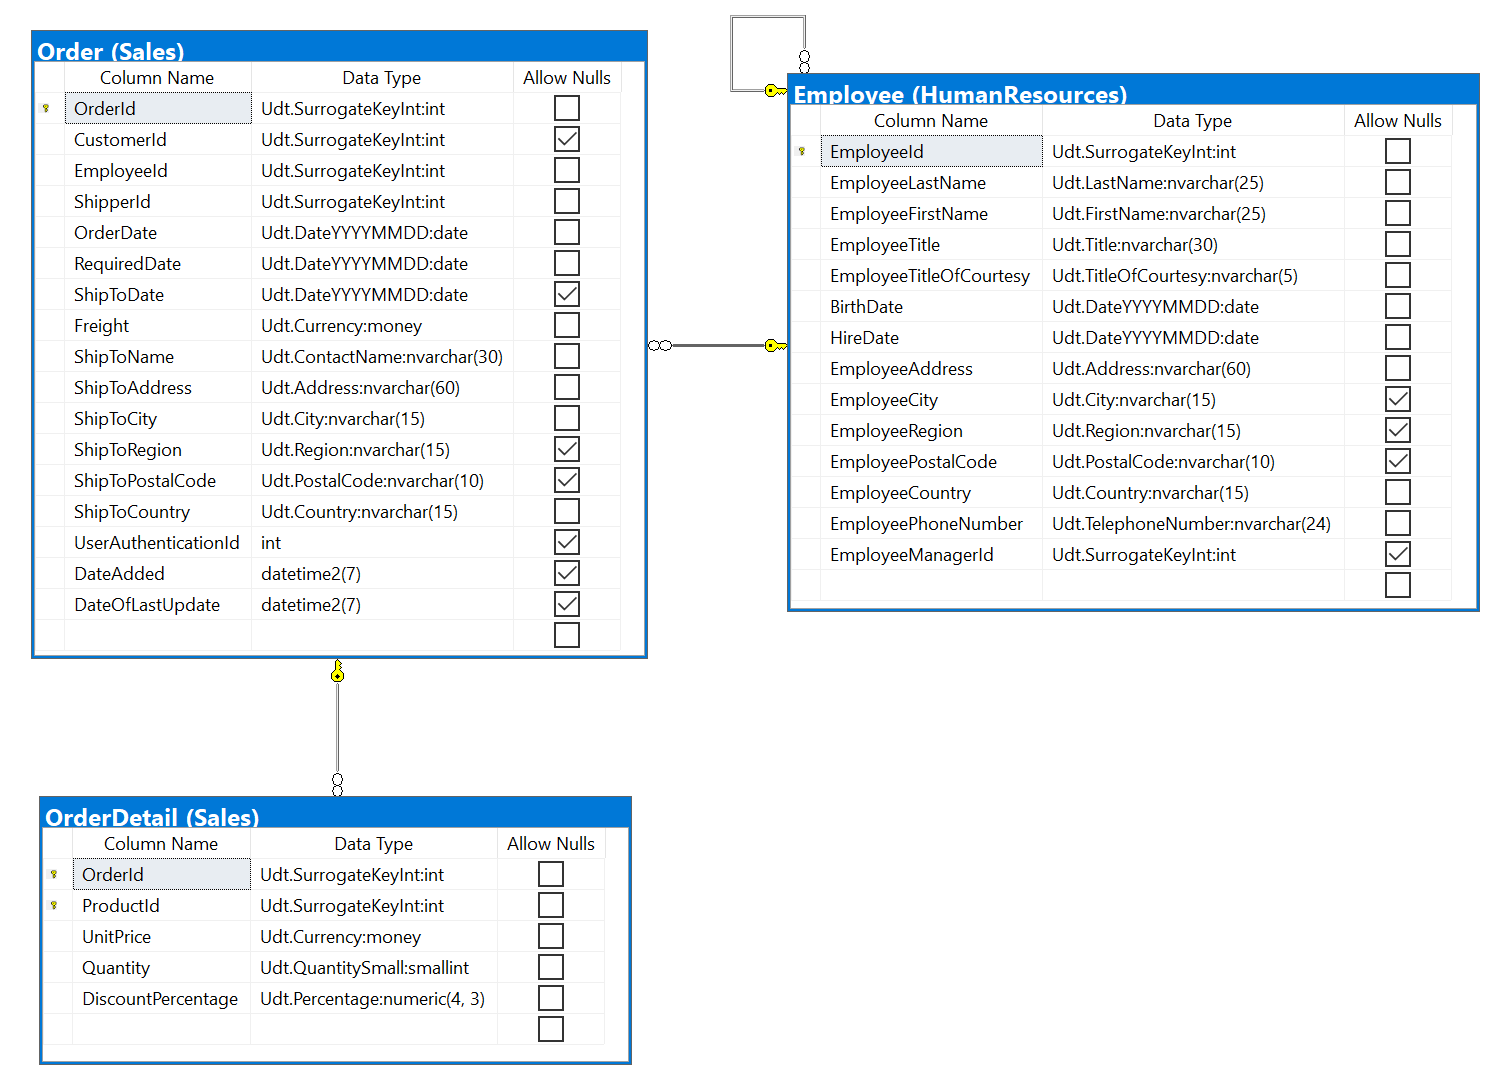 Order (Sales)
Column Name Data Type Allow Nulls
OrderId Udt.SurrogateKeyInt:int
CustomerId Udt.SurrogateKeyInt:int
EmployeeId Udt.SurrogateKeyInt:int
ShipperId Udt.SurrogateKeyInt:int
OrderDate Udt.DateYYYYMMDD:date
RequiredDate Udt.DateYYYYMMDD:date
ShipToDate Udt.DateYYYYMMDD:date
Freight Udt.Currency:money
ShipToName Udt.ContactName:nvarchar(30)
ShipToAddress Udt.Address:nvarchar(60)
ShipToCity Udt.City:nvarchar(15)
ShipToRegion Udt.Region:nvarchar(15)
ShipToPostalCode Udt.PostalCode:nvarchar(10)
ShipToCountry Udt.Country:nvarchar(15)
UserAuthenticationId int
DateAdded datetime2(7)
DateOfLastUpdate datetime2(7)
Employee (HumanResources)
Column Name Data Type Allow Nulls
EmployeeId Udt.SurrogateKeyInt:int
EmployeeLastName Udt.LastName:nvarchar(25)
EmployeeFirstName Udt.FirstName:nvarchar(25)
EmployeeTitle Udt.Title:nvarchar(30)
EmployeeTitleOfCourtesy Udt.TitleOfCourtesy:nvarchar(5)
BirthDate Udt.DateYYYYMMDD:date
HireDate Udt.DateYYYYMMDD:date
EmployeeAddress Udt.Address:nvarchar(60)
EmployeeCity Udt.City:nvarchar(15)
EmployeeRegion Udt.Region:nvarchar(15)
EmployeePostalCode Udt.PostalCode:nvarchar(10)
EmployeeCountry Udt.Country:nvarchar(15)
EmployeePhoneNumber Udt.TelephoneNumber:nvarchar(24)
EmployeeManagerId Udt.SurrogateKeyInt:int
OrderDetail (Sales)
Column Name Data Type Allow Nulls
OrderId Udt.SurrogateKeyInt:int
ProductId Udt.SurrogateKeyInt:int
UnitPrice Udt.Currency:money
Quantity Udt.QuantitySmall:smallint
DiscountPercentage Udt.Percentage:numeric(4, 3)